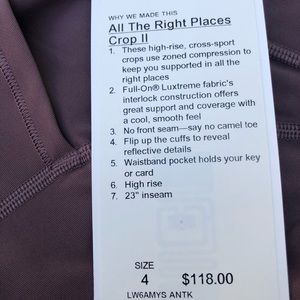 WHY WE MADE THIS
All The Right Places
Crop II
1. These high-rise, cross-sport
crops use zoned compression to
keep you supported in all the
right places
2. Full-On® Luxtreme fabric's
interlock construction offers
great support and coverage with
a cool, smooth feel
3. No front seam—say no camel toe
4. Flip up the cuffs to reveal
reflective details
5. Waistband pocket holds your key
or card
6. High rise
7. 23" inseam
SIZE
4 $118.00
LW6AMYS ANTK